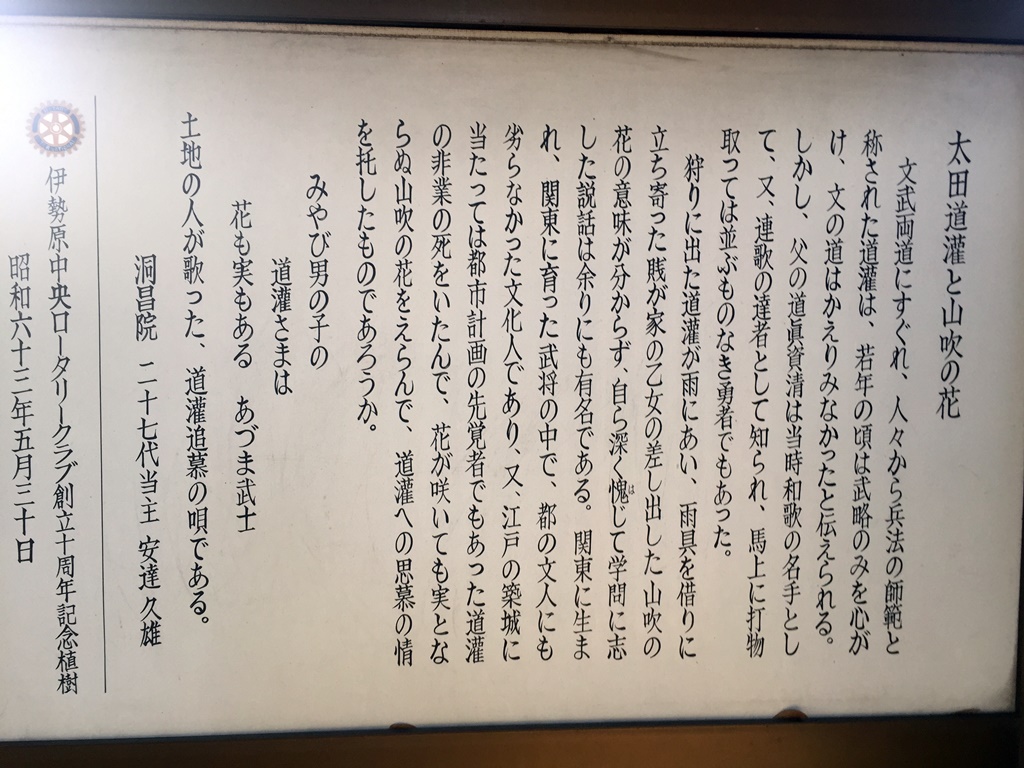 太田道灌と山吹の花
文武両道にすぐれ、人々から兵法の師範と
称された道灌は、若年の頃は武略のみを心が
け、文の道はかえりみなかったと伝えられる。
しかし、父の道眞資清は当時和歌の名手とし
て、又、連歌の達者として知られ、馬上に打物
取っては並ぶものなき勇者でもあった。
狩りに出た道灌が雨にあい、雨具を借りに
立ち寄った賎が家の乙女の差し出した山吹の
花の意味が分からず、自ら深く愧じて学問に志
した説話は余りにも有名である。関東に生ま
れ、関東に育った武将の中で、都の文人にも
劣らなかった文化人であり、又、江戸の築城に
当たっては都市計画の先覚者でもあった道灌
の非業の死をいたんで、花が咲いても実とな
らぬ山吹の花をえらんで、道灌への思慕の情
を托したものであろうか。
みやび男の子の
道灌さまは
花も実もある　あづま武士
土地の人が歌った、道灌追慕の唄である。
洞昌院　二十七代当主　安達久雄
伊勢原中央ロータリークラブ創立十周年記念植樹
昭和六十三年五月三十日